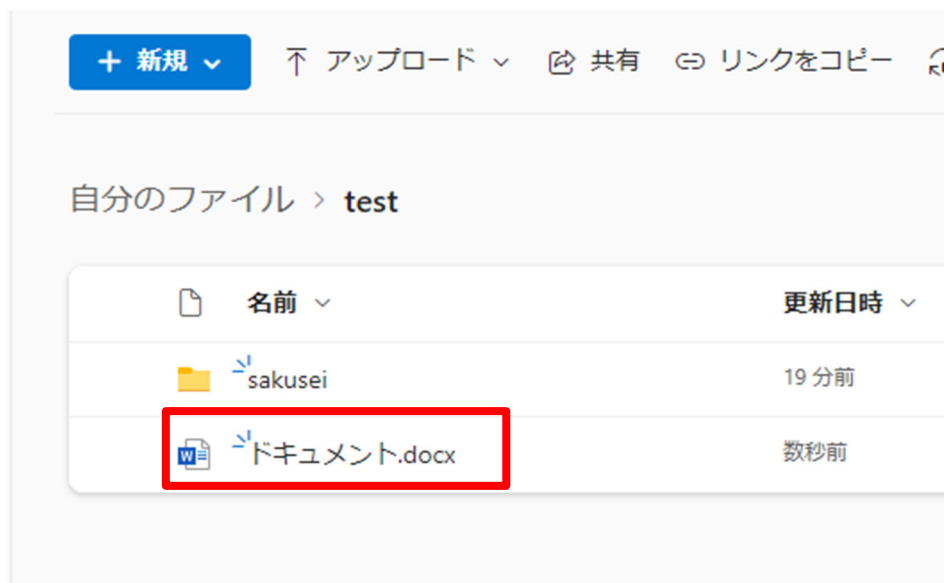 + 新規 アップロード 共有 リンクをコピー
自分のファイル > test
名前 更新日時
sakusei 19 分前
ドキュメント.docx 数秒前